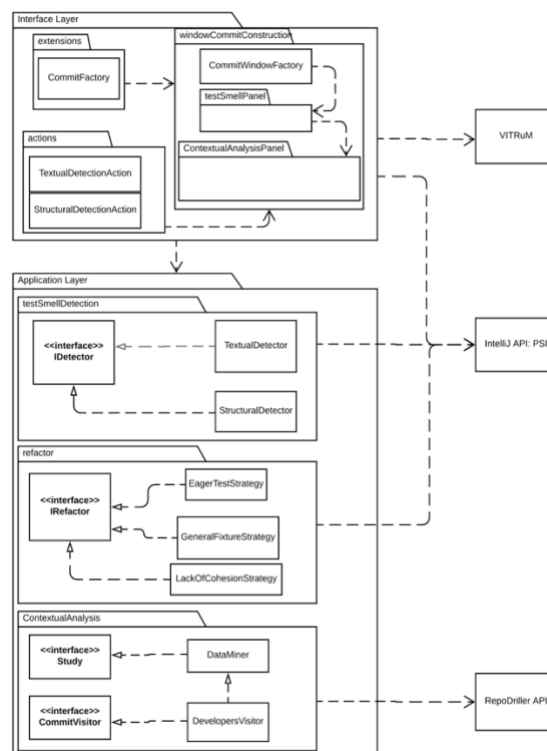 Interface Layer
extensions
CommitFactory
windowCommitConstruction
CommitWindowFactory
testSmellPanel
ContextualAnalysisPanel
actions
TextualDetectionAction
StructuralDetectionAction
VITRuM
Application Layer
testSmellDetection
<<interface>>
IDetector
TextualDetector
StructuralDetector
IntelliJ API: PSI
refactor
<<interface>>
IRefactor
EagerTestStrategy
GeneralFixtureStrategy
LackOfCohesionStrategy
ContextualAnalysis
<<interface>>
Study
DataMiner
<<interface>>
CommitVisitor
DevelopersVisitor
RepoDriller API